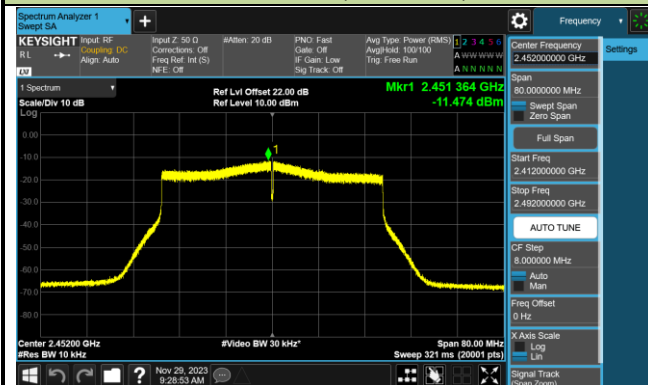 Spectrum Analyzer 1
Swept SA
+
Frequency
KEYSIGHT
Input: RF
Coupling: DC
Align: Auto
Input Z: 50 Ω
Corrections: Off
Freq Ref: Int (S)
NFE: Off
#Atten: 20 dB
PNO: Fast
Gate: Off
IF Gain: Low
Sig Track: Off
Avg Type: Power (RMS)
Avg|Hold: 100/100
Trig: Free Run
1 2 3 4 5 6
A W W W W W
A N N N N N
R L
LXI
1 Spectrum
Scale/Div 10 dB
Log
Ref Lvl Offset 22.00 dB
Ref Level 10.00 dBm
Mkr1 2.451 364 GHz
-11.474 dBm
1
0.00
-10.0
-20.0
-30.0
-40.0
-50.0
-60.0
-70.0
-80.0
Center 2.45200 GHz
#Res BW 10 kHz
#Video BW 30 kHz*
Span 80.00 MHz
Sweep 321 ms (20001 pts)
Nov 29, 2023
9:28:53 AM
?
Center Frequency
2.452000000 GHz
Settings
Span
80.0000000 MHz
Swept Span
Zero Span
Full Span
Start Freq
2.412000000 GHz
Stop Freq
2.492000000 GHz
AUTO TUNE
CF Step
8.000000 MHz
Auto
Man
Freq Offset
0 Hz
X Axis Scale
Log
Lin
Signal Track
(Span Zoom)